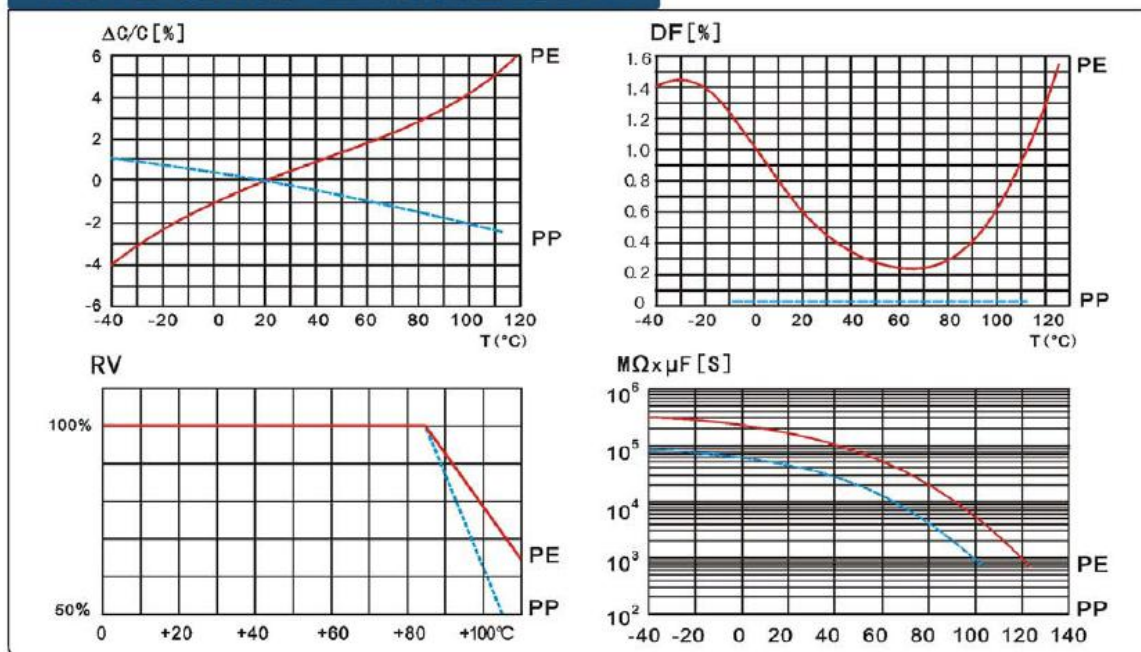 ΔC/C[%]
6
4
2
0
-2
-4
-6
-40 -20 0 20 40 60 80 100 120
T(°C)
PE
PP
DF[%]
1.6
1.4
1.2
1.0
0.8
0.6
0.4
0.2
0
-40 -20 0 20 40 60 80 100 120
T(°C)
PE
PP
RV
100%
50%
0 +20 +40 +60 +80 +100℃
PE
PP
MΩxμF[S]
10⁶
10⁵
10⁴
10³
10²
-40 -20 0 20 40 60 80 100 120 140
PE
PP